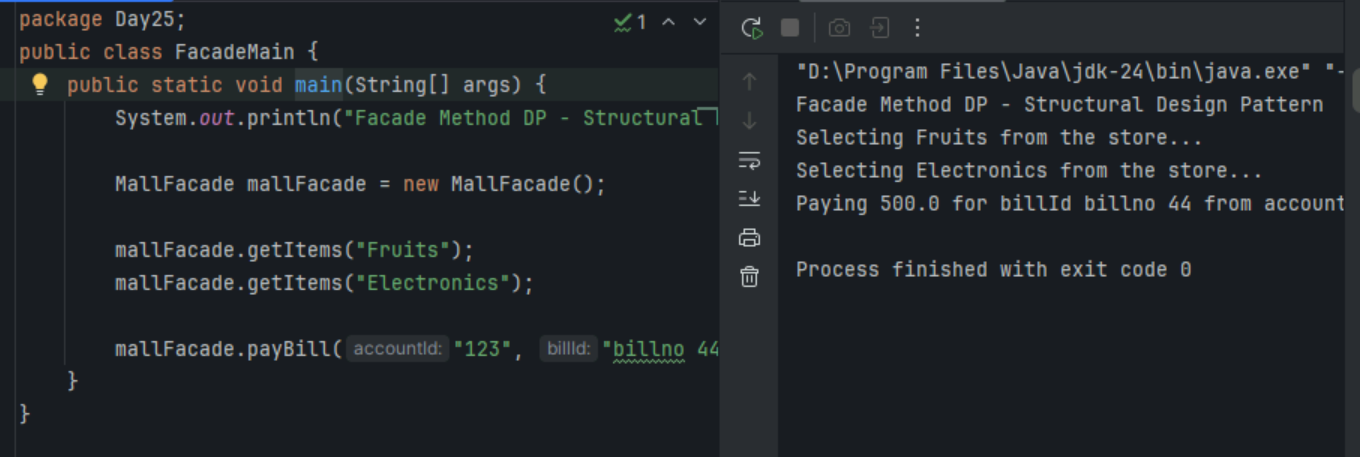 package Day25;
public class FacadeMain {
public static void main(String[] args) {
System.out.println("Facade Method DP - Structural
MallFacade mallFacade = new MallFacade();
mallFacade.getItems("Fruits");
mallFacade.getItems("Electronics");
mallFacade.payBill( accountId: "123", billId: "billno 44
}
}
1
"D:\Program Files\Java\jdk-24\bin\java.exe" "-
Facade Method DP - Structural Design Pattern
Selecting Fruits from the store...
Selecting Electronics from the store...
Paying 500.0 for billId billno 44 from account
Process finished with exit code 0